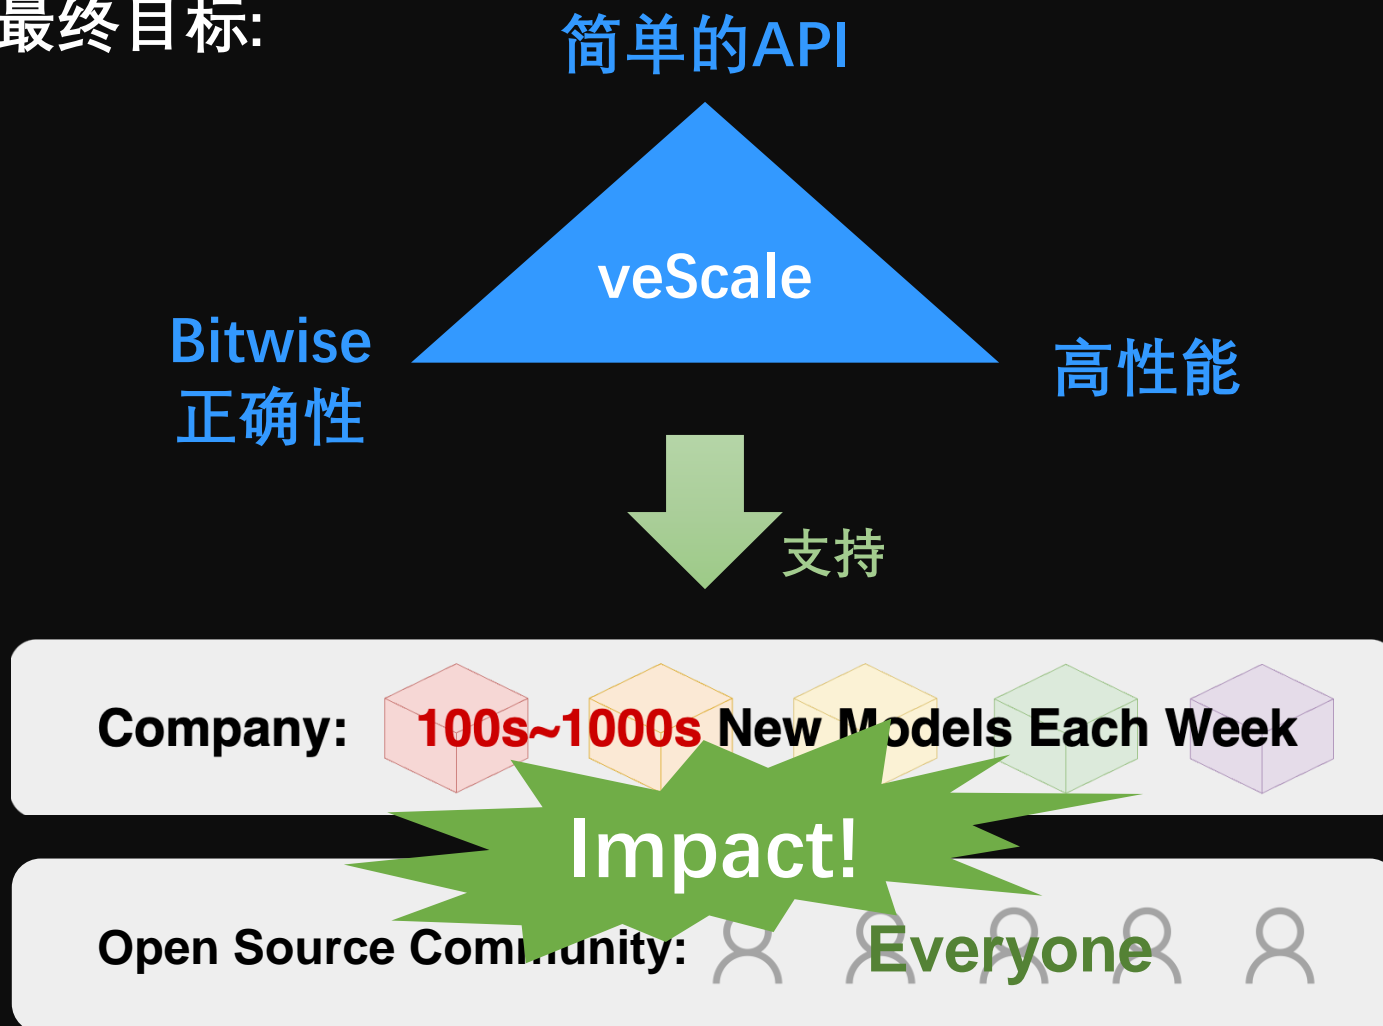 最终目标:
简单的API
veScale
Bitwise
正确性
高性能
支持
Company: 100s~1000s New Models Each Week
Impact!
Open Source Community: Everyone